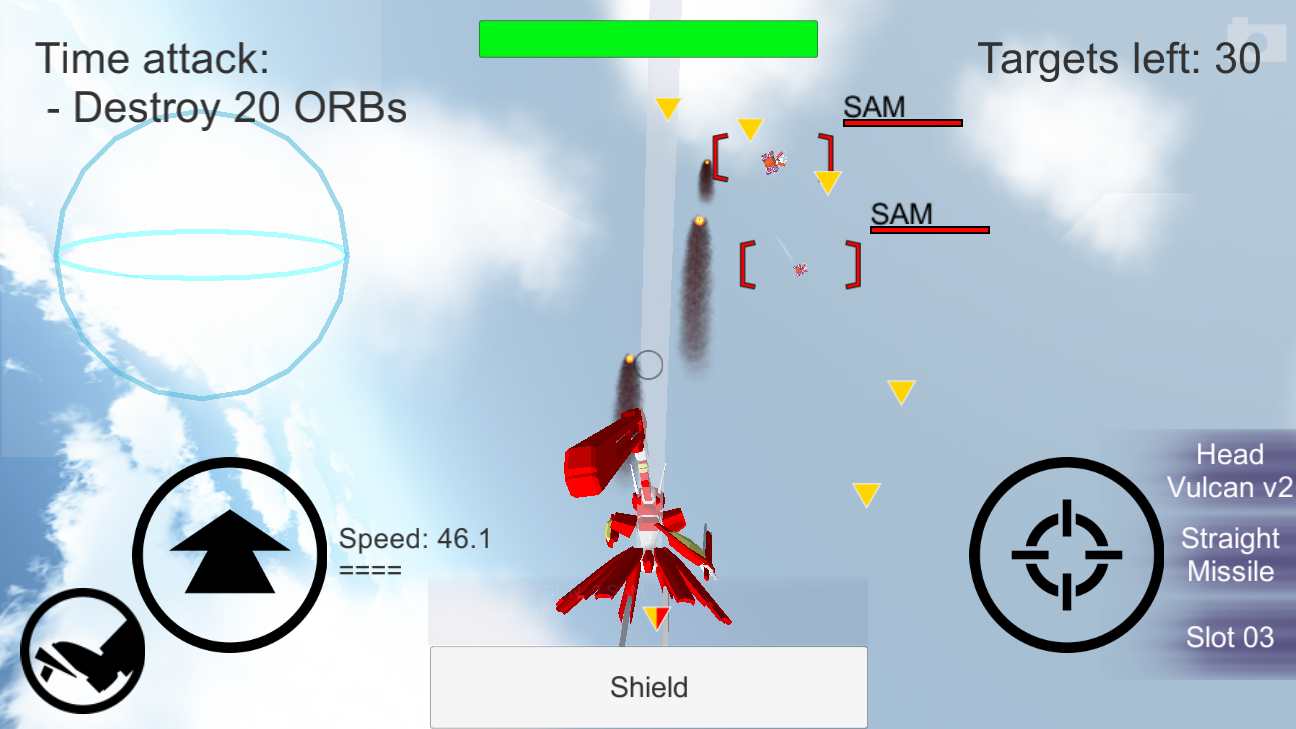 Time attack:
- Destroy 20 ORBs
Targets left: 30
SAM
SAM
Speed: 46.1
====
Head
Vulcan v2
Straight
Missile
Slot 03
Shield